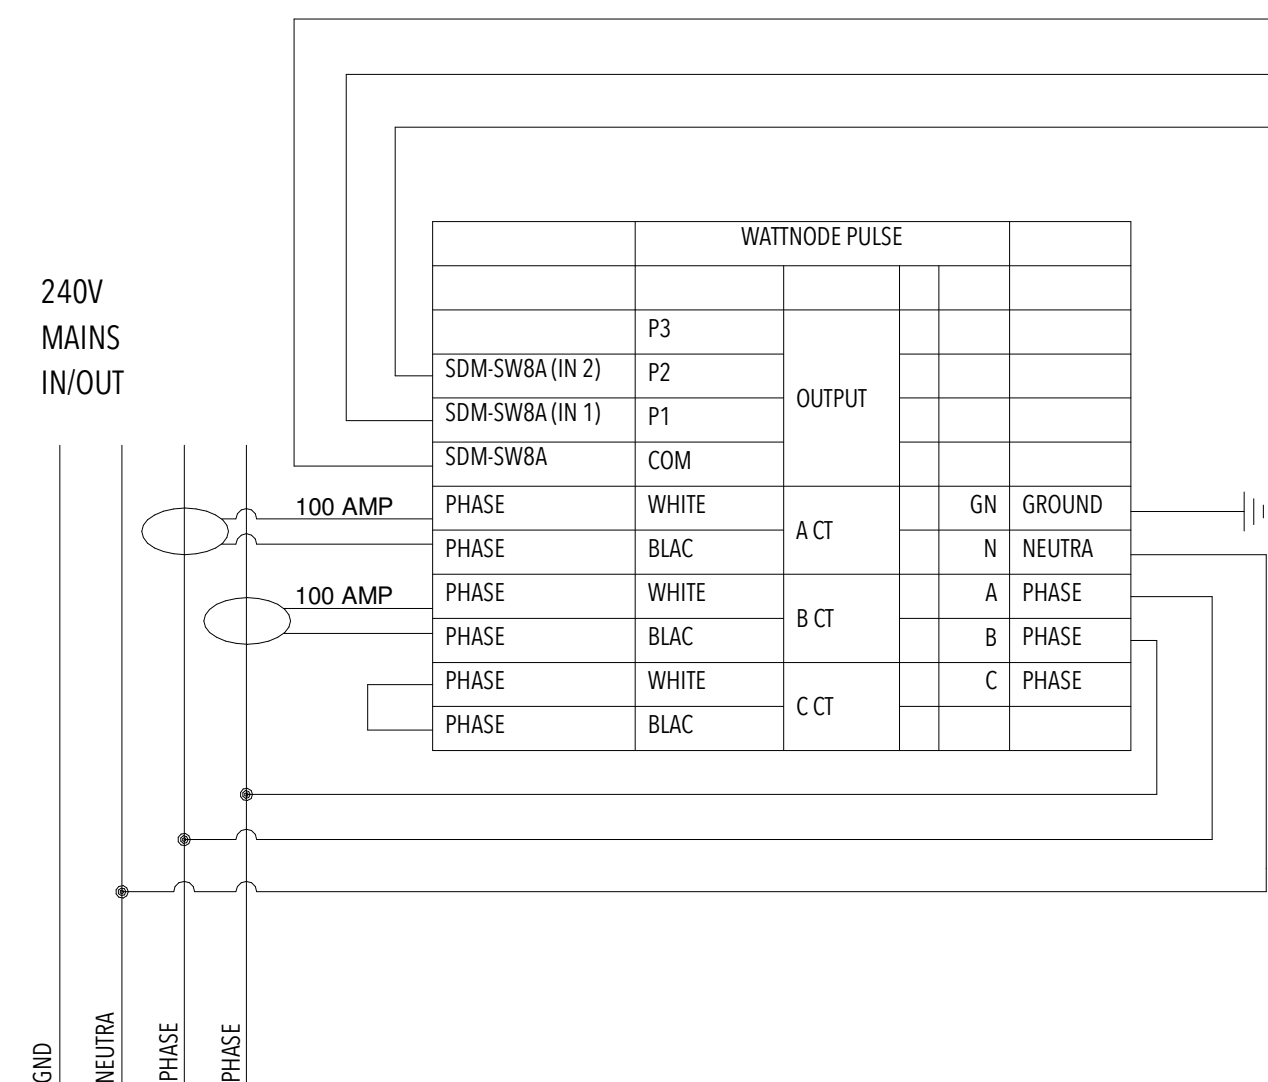 WATTNODE PULSE
240V
MAINS
IN/OUT
P3
SDM-SW8A (IN 2) P2
OUTPUT
SDM-SW8A (IN 1) P1
SDM-SW8A COM
100 AMP PHASE WHITE A CT GN GROUND
PHASE BLAC N NEUTRA
100 AMP PHASE WHITE B CT A PHASE
PHASE BLAC B PHASE
PHASE WHITE C CT C PHASE
PHASE BLAC
GND
NEUTRA
PHASE
PHASE